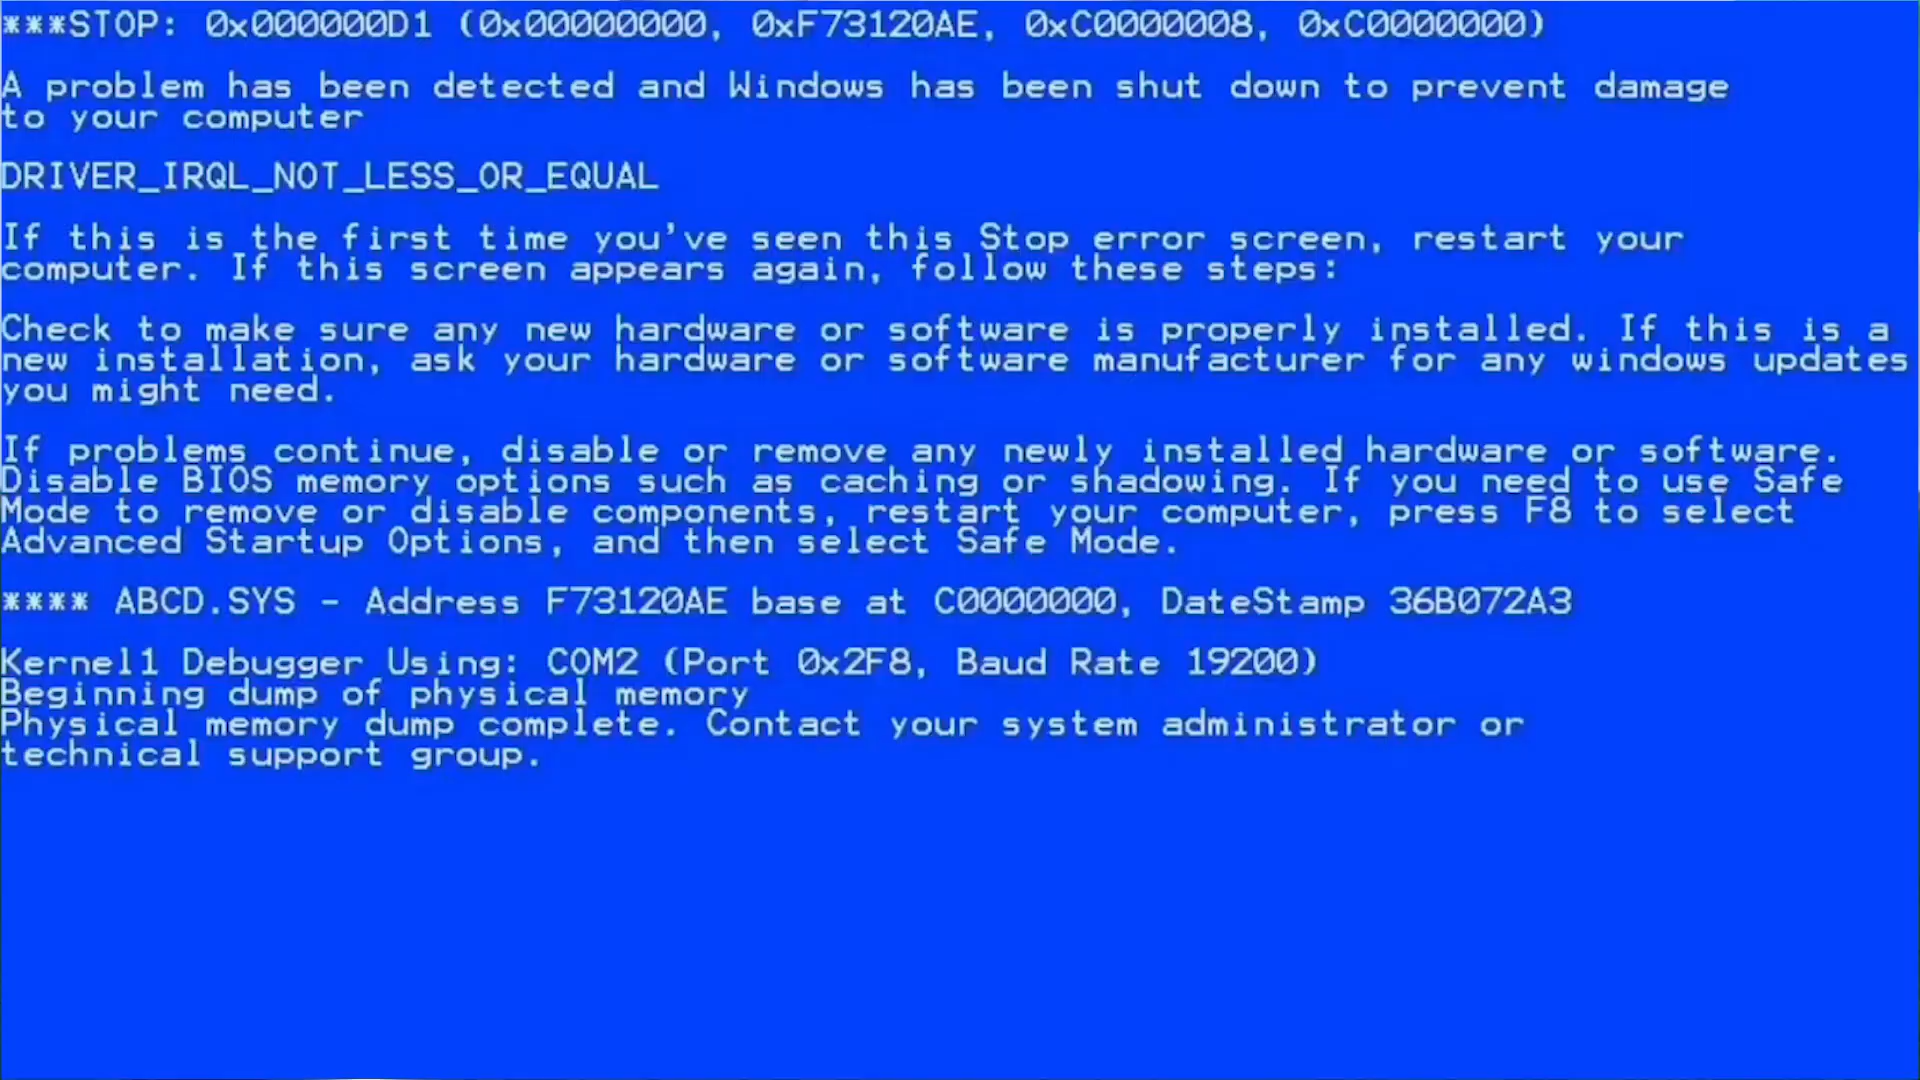 ***STOP: 0x000000D1 (0x00000000, 0xF73120AE, 0xC0000008, 0xC0000000)
A problem has been detected and Windows has been shut down to prevent damage
to your computer
DRIVER_IRQL_NOT_LESS_OR_EQUAL
If this is the first time you've seen this Stop error screen, restart your
computer. If this screen appears again, follow these steps:
Check to make sure any new hardware or software is properly installed. If this is a
new installation, ask your hardware or software manufacturer for any windows updates
you might need.
If problems continue, disable or remove any newly installed hardware or software.
Disable BIOS memory options such as caching or shadowing. If you need to use Safe
Mode to remove or disable components, restart your computer, press F8 to select
Advanced Startup Options, and then select Safe Mode.
**** ABCD.SYS - Address F73120AE base at C0000000, DateStamp 36B072A3
Kernel1 Debugger Using: COM2 (Port 0x2F8, Baud Rate 19200)
Beginning dump of physical memory
Physical memory dump complete. Contact your system administrator or
technical support group.